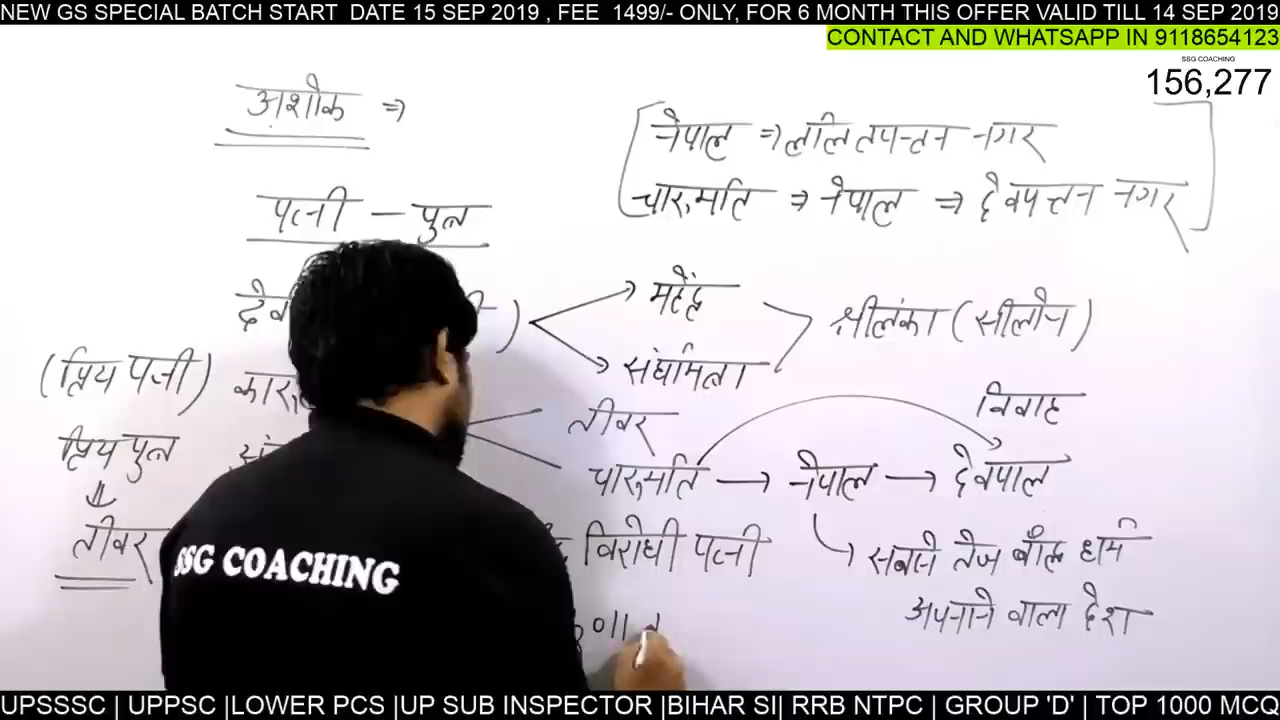 NEW GS SPECIAL BATCH START DATE 15 SEP 2019 , FEE 1499/- ONLY, FOR 6 MONTH THIS OFFER VALID TILL 14 SEP 2019
CONTACT AND WHATSAPP IN 9118654123
SSG COACHING
156,277
अशोक ⇒
नेपाल ⇒ ललितपत्तन नगर
चारुमति ⇒ नेपाल ⇒ देवपत्तन नगर
पत्नी - पुत्र
महेंद्र
श्रीलंका (सीलोन)
संघमित्रा
(प्रिय पत्नी)
विवाह
तीवर
प्रिय पुत्र
चारुमति → नेपाल → देवपाल
तीवर
विरोधी पत्नी
सबसे तेज बौद्ध धर्म
अपनाने वाला देश
SSG COACHING
UPSSSC | UPPSC |LOWER PCS |UP SUB INSPECTOR |BIHAR SI| RRB NTPC | GROUP 'D' | TOP 1000 MCQ